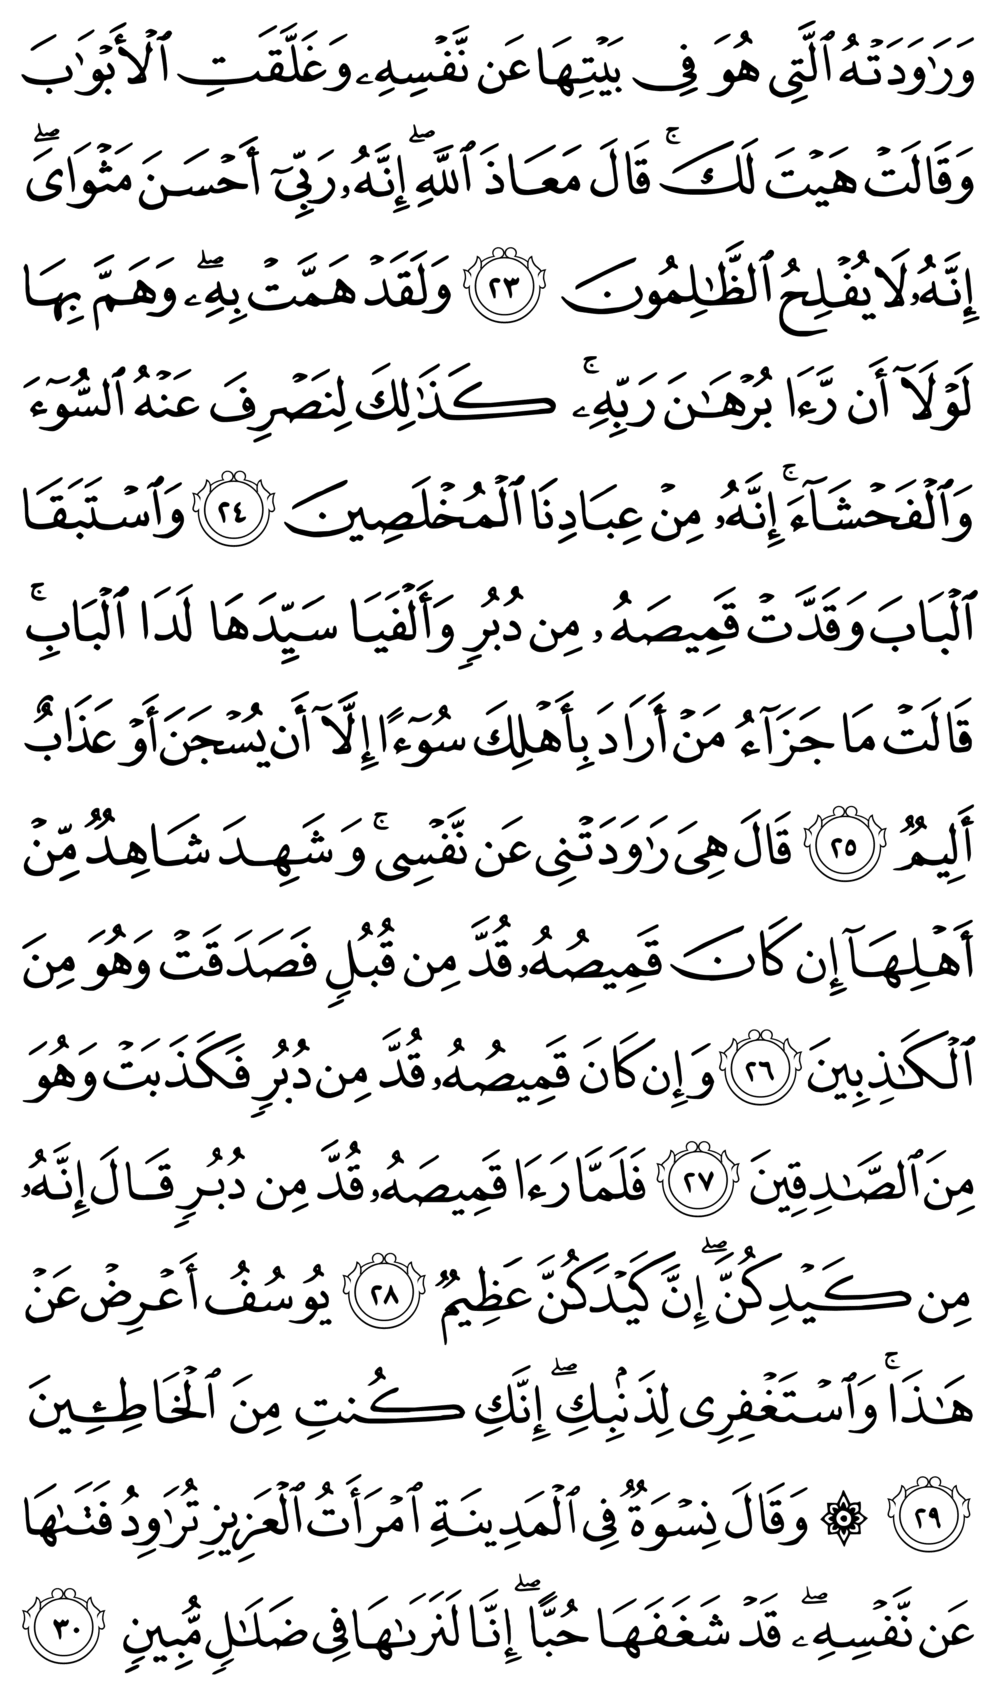 وَرَٰوَدَتۡهُ ٱلَّتِي هُوَ فِي بَيۡتِهَا عَن نَّفۡسِهِۦ وَغَلَّقَتِ ٱلۡأَبۡوَٰبَ
وَقَالَتۡ هَيۡتَ لَكَۚ قَالَ مَعَاذَ ٱللَّهِۖ إِنَّهُۥ رَبِّيٓ أَحۡسَنَ مَثۡوَايَۖ
إِنَّهُۥ لَا يُفۡلِحُ ٱلظَّٰلِمُونَ ٢٣ وَلَقَدۡ هَمَّتۡ بِهِۦۖ وَهَمَّ بِهَا
لَوۡلَآ أَن رَّءَا بُرۡهَٰنَ رَبِّهِۦۚ كَذَٰلِكَ لِنَصۡرِفَ عَنۡهُ ٱلسُّوٓءَ
وَٱلۡفَحۡشَآءَۚ إِنَّهُۥ مِنۡ عِبَادِنَا ٱلۡمُخۡلَصِينَ ٢٤ وَٱسۡتَبَقَا
ٱلۡبَابَ وَقَدَّتۡ قَمِيصَهُۥ مِن دُبُرٖ وَأَلۡفَيَا سَيِّدَهَا لَدَا ٱلۡبَابِۚ
قَالَتۡ مَا جَزَآءُ مَنۡ أَرَادَ بِأَهۡلِكَ سُوٓءًا إِلَّآ أَن يُسۡجَنَ أَوۡ عَذَابٌ
أَلِيمٞ ٢٥ قَالَ هِيَ رَٰوَدَتۡنِي عَن نَّفۡسِيۚ وَشَهِدَ شَاهِدٞ مِّنۡ
أَهۡلِهَآ إِن كَانَ قَمِيصُهُۥ قُدَّ مِن قُبُلٖ فَصَدَقَتۡ وَهُوَ مِنَ
ٱلۡكَٰذِبِينَ ٢٦ وَإِن كَانَ قَمِيصُهُۥ قُدَّ مِن دُبُرٖ فَكَذَبَتۡ وَهُوَ
مِنَ ٱلصَّٰدِقِينَ ٢٧ فَلَمَّا رَءَا قَمِيصَهُۥ قُدَّ مِن دُبُرٖ قَالَ إِنَّهُۥ
مِن كَيۡدِكُنَّۖ إِنَّ كَيۡدَكُنَّ عَظِيمٞ ٢٨ يُوسُفُ أَعۡرِضۡ عَنۡ
هَٰذَاۚ وَٱسۡتَغۡفِرِي لِذَنۢبِكِۖ إِنَّكِ كُنتِ مِنَ ٱلۡخَاطِـِٔينَ
٢٩ ۞ وَقَالَ نِسۡوَةٞ فِي ٱلۡمَدِينَةِ ٱمۡرَأَتُ ٱلۡعَزِيزِ تُرَٰوِدُ فَتَىٰهَا
عَن نَّفۡسِهِۦۖ قَدۡ شَغَفَهَا حُبًّاۖ إِنَّا لَنَرَىٰهَا فِي ضَلَٰلٖ مُّبِينٖ ٣٠